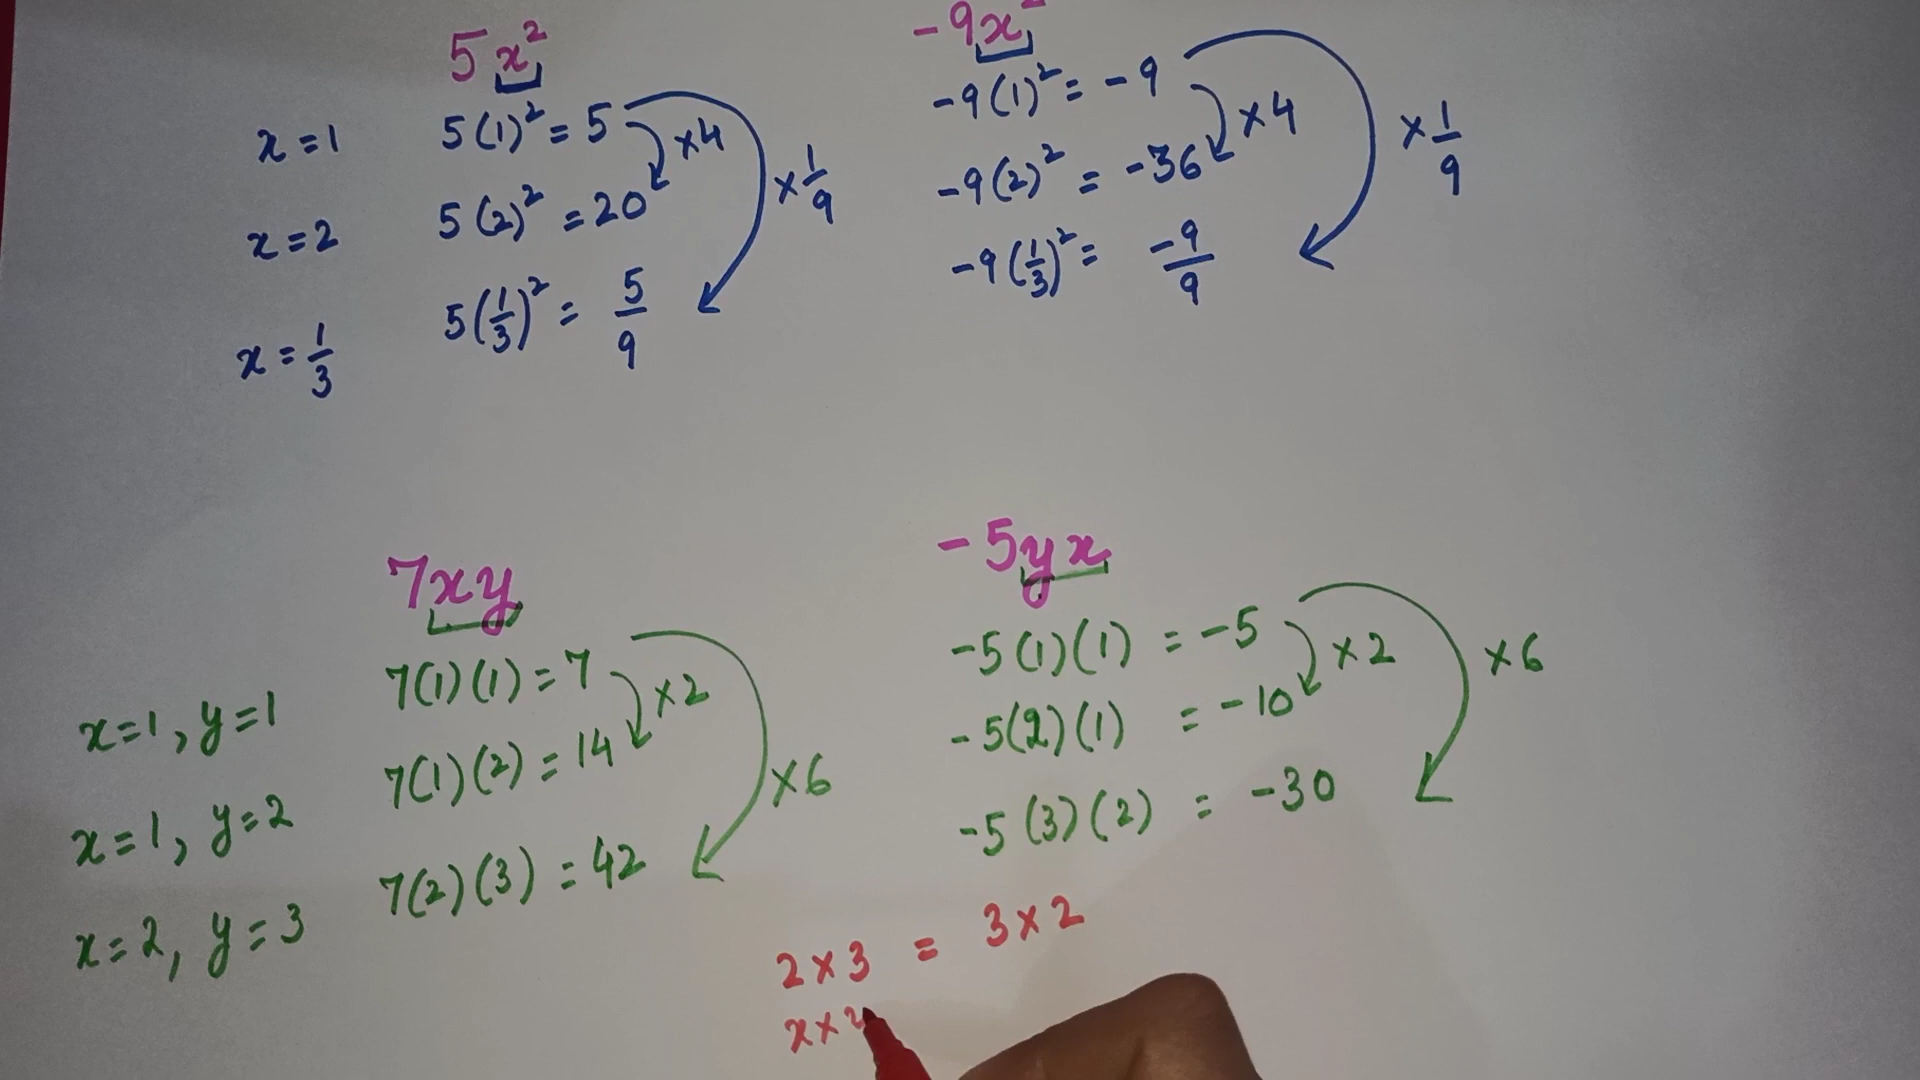 5x²
x=1 5(1)² = 5 ×4 ×1/9
x=2 5(2)² = 20
x=1/3 5(1/3)² = 5/9
-9x²
-9(1)² = -9 ×4 ×1/9
-9(2)² = -36
-9(1/3)² = -9/9
7xy
x=1, y=1 7(1)(1) = 7 ×2
x=1, y=2 7(1)(2) = 14 ×6
x=2, y=3 7(2)(3) = 42
-5yx
-5(1)(1) = -5 ×2 ×6
-5(2)(1) = -10
-5(3)(2) = -30
2×3 = 3×2
x×